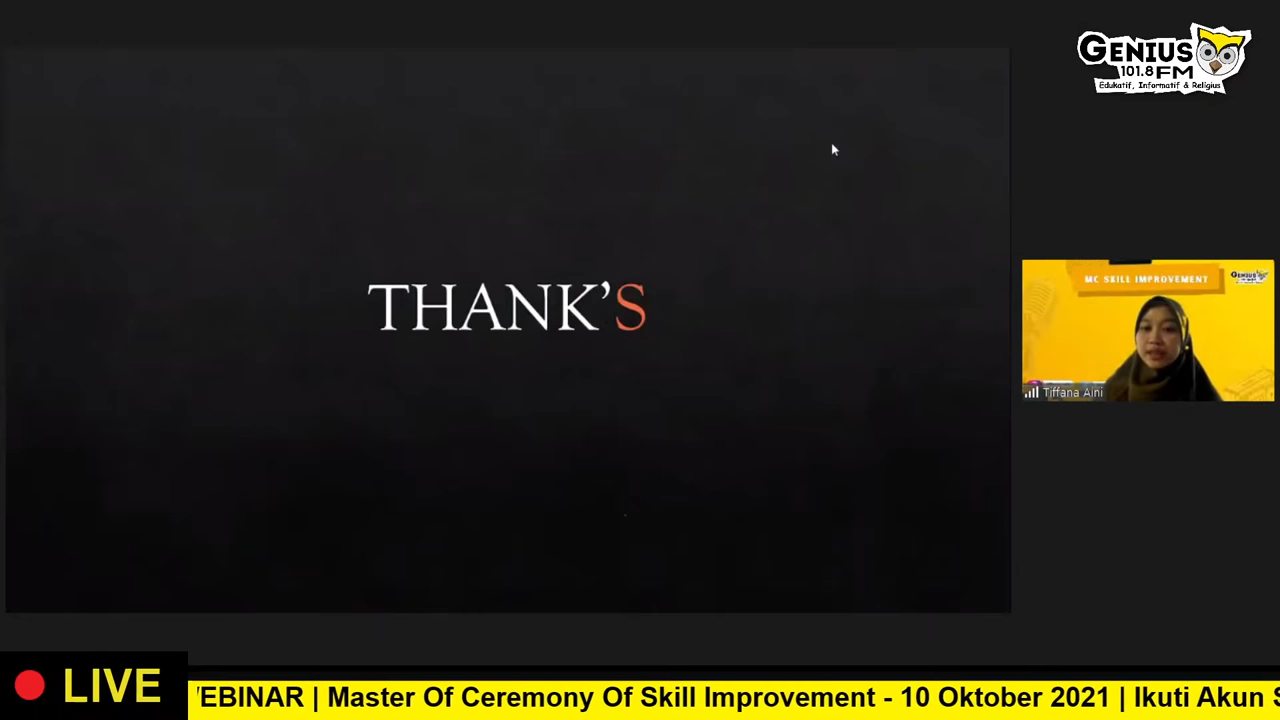 GENIUS
101.8 FM
Edukatif, Informatif & Religius
THANK'S
MC SKILL IMPROVEMENT
GENIUS
Tiffana Aini
LIVE
EBINAR | Master Of Ceremony Of Skill Improvement - 10 Oktober 2021 | Ikuti Akun S